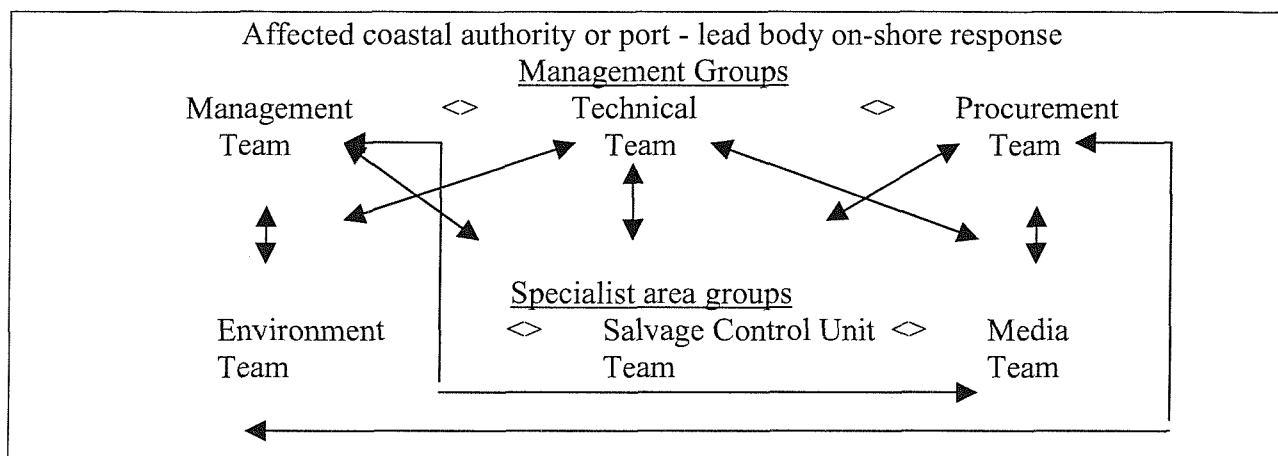 Affected coastal authority or port - lead body on-shore response
Management Groups
Management <> Technical <> Procurement
Team Team Team
Specialist area groups
Environment <> Salvage Control Unit <> Media
Team Team Team